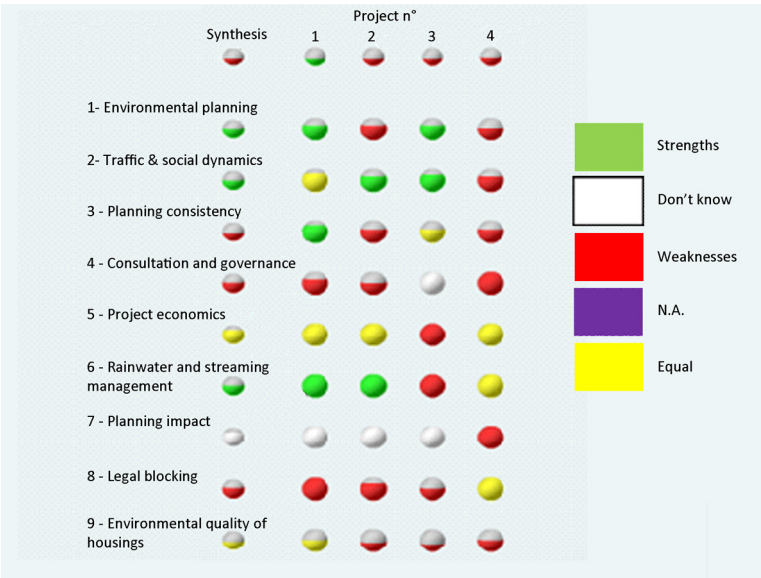 Project n°
Synthesis 1 2 3 4
1- Environmental planning
2- Traffic & social dynamics
3 - Planning consistency
4 - Consultation and governance
5 - Project economics
6 - Rainwater and streaming
management
7 - Planning impact
8 - Legal blocking
9 - Environmental quality of
housings
Strengths
Don't know
Weaknesses
N.A.
Equal